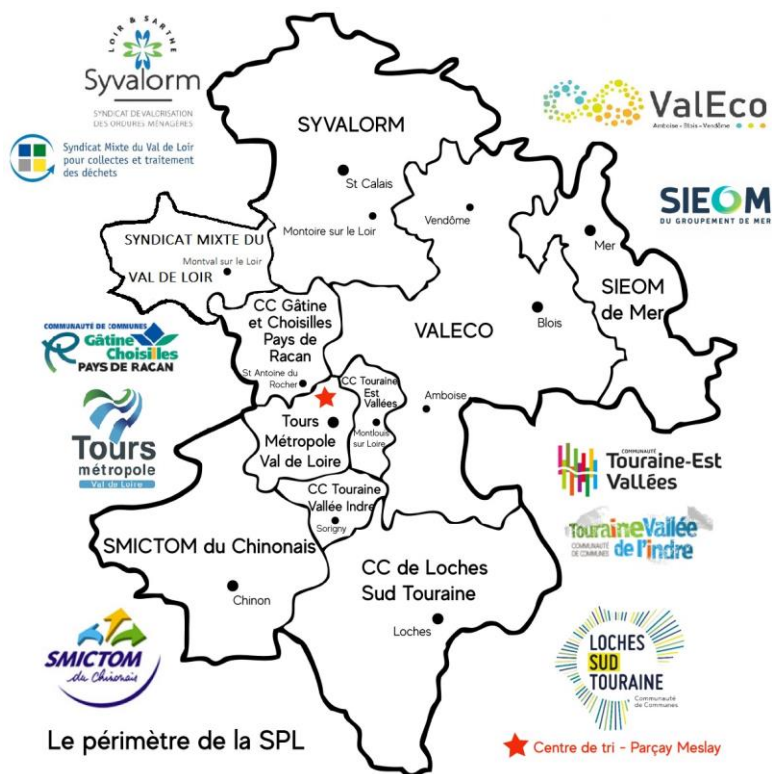 LOIR & SARTHE
Syvalorm
SYNDICAT DE VALORISATION
DES ORDURES MÉNAGÈRES
Syndicat Mixte du Val de Loir
pour collectes et traitement
des déchets
ValEco
Amboise - Blois - Vendôme
SIEOM
DU GROUPEMENT DE MER
SYVALORM
St Calais
Montoire sur le Loir
Vendôme
Mer
SIEOM
de Mer
SYNDICAT MIXTE DU
Montval sur le Loir
VAL DE LOIR
CC Gâtine
et Choisilles
Pays de
Racan
St Antoine du
Rocher
VALECO
Blois
Amboise
CC Touraine
Est
Vallées
Montlouis
sur Loire
Tours
Métropole
Val de Loire
CC Touraine
Vallée Indre
Sorigny
SMICTOM du Chinonais
Chinon
CC de Loches
Sud Touraine
Loches
COMMUNAUTÉ DE COMMUNES
Gâtine
Choisilles
PAYS DE RACAN
Tours
métropole
Val de Loire
COMMUNAUTÉ
Touraine-Est
Vallées
Touraine Vallée
COMMUNAUTÉ
DE COMMUNES
de l'indre
SMICTOM
du Chinonais
LOCHES
SUD
TOURAINE
Communauté
de Communes
Le périmètre de la SPL
Centre de tri - Parçay Meslay